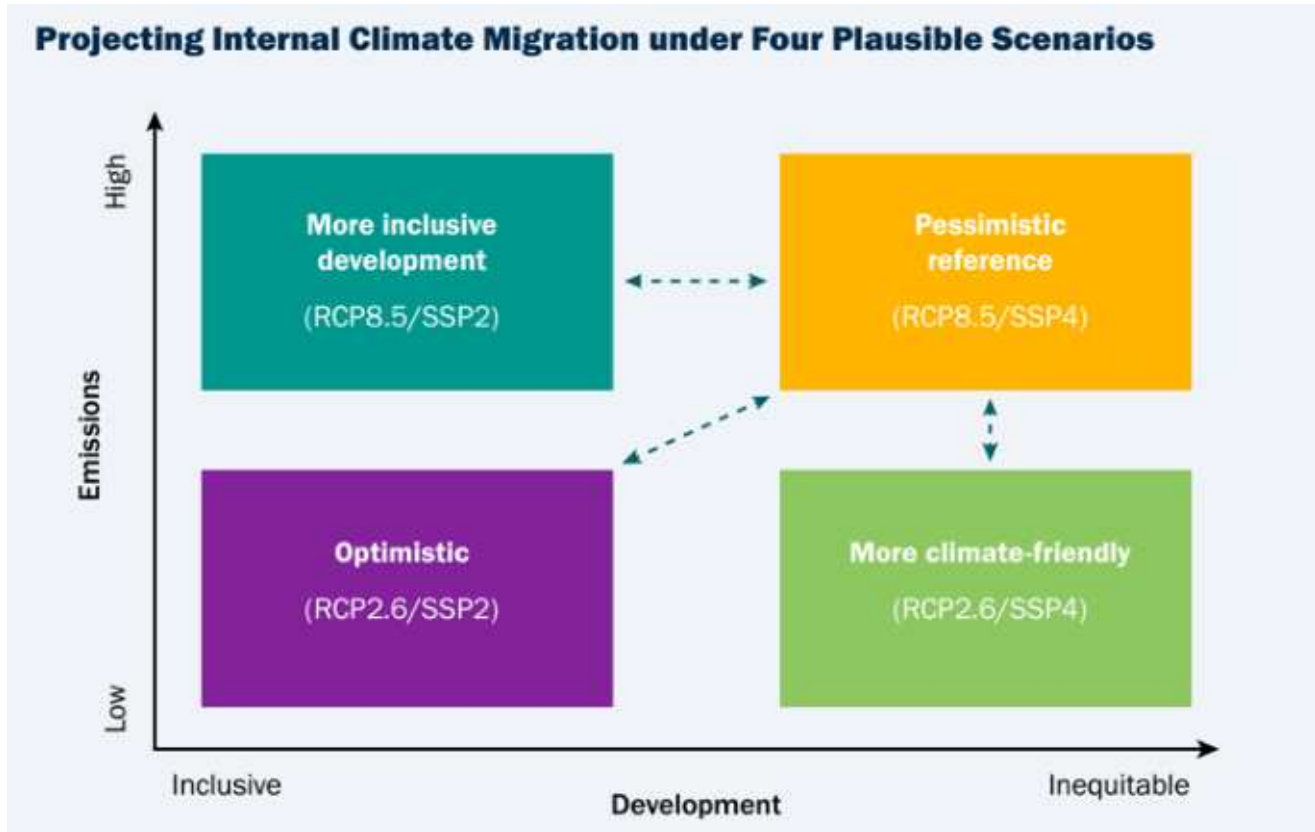 Projecting Internal Climate Migration under Four Plausible Scenarios
High
Emissions
Low
More inclusive
development
(RCP8.5/SSP2)
Pessimistic
reference
(RCP8.5/SSP4)
Optimistic
(RCP2.6/SSP2)
More climate-friendly
(RCP2.6/SSP4)
Inclusive
Development
Inequitable